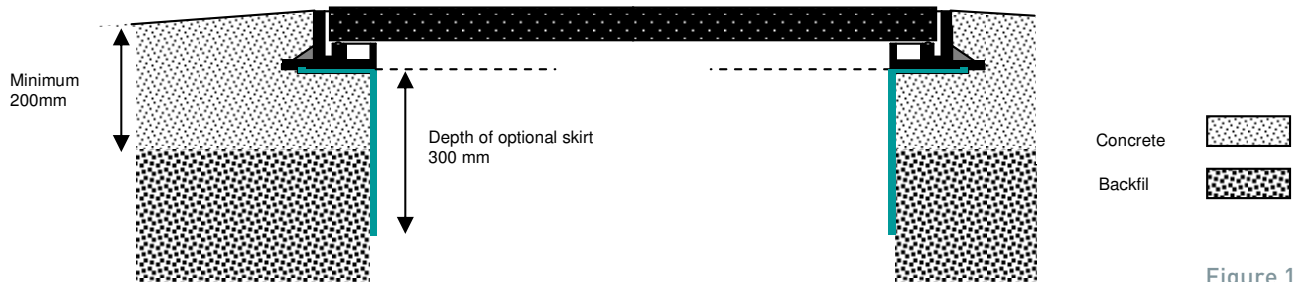 Minimum
200mm
Depth of optional skirt
300 mm
Concrete
Backfil
Figure 1